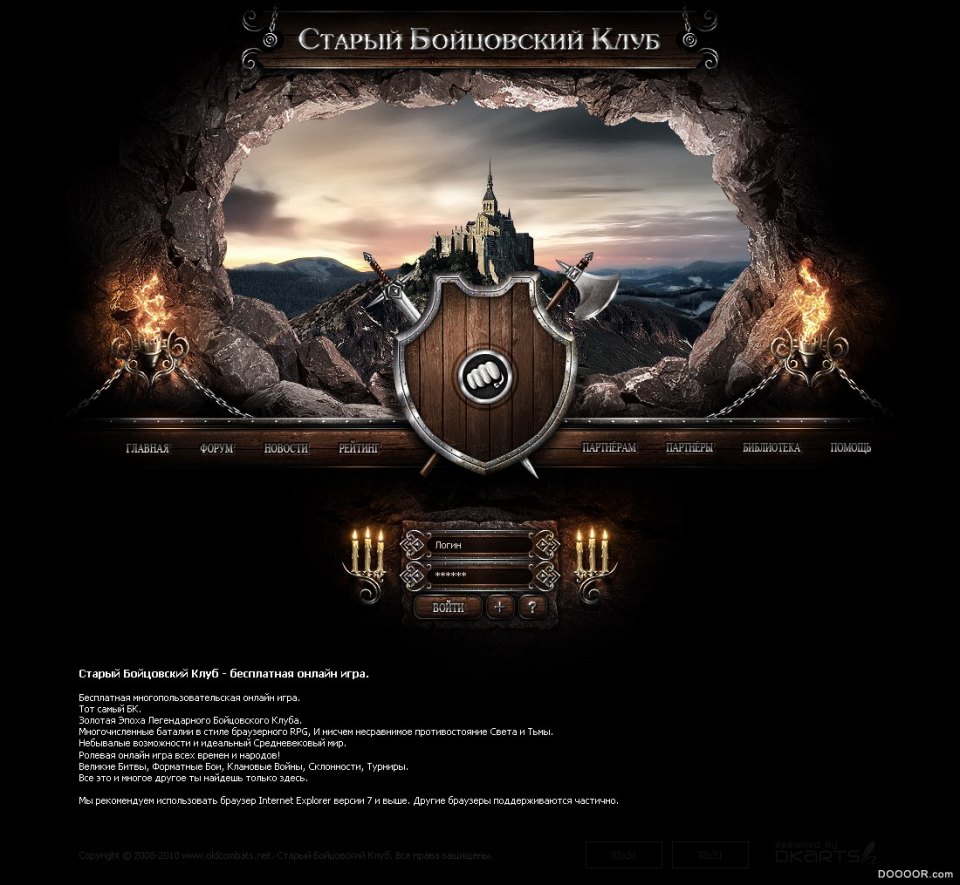 Старый Бойцовский Клуб
ГЛАВНАЯ ФОРУМ НОВОСТИ РЕЙТИНГ ПАРТНЁРАМ ПАРТНЁРЫ БИБЛИОТЕКА ПОМОЩЬ
Логин
******
ВОЙТИ + ?
Старый Бойцовский Клуб - бесплатная онлайн игра.
Бесплатная многопользовательская онлайн игра.
Тот самый БК.
Золотая Эпоха Легендарного Бойцовского Клуба.
Многочисленные баталии в стиле браузерного RPG, И нисчем несравнимое противостояние Света и Тьмы.
Небывалые возможности и идеальный Средневековый мир.
Ролевая онлайн игра всех времен и народов!
Великие Битвы, Форматные Бои, Клановые Войны, Склонности, Турниры.
Все это и многое другое ты найдешь только здесь.
Мы рекомендуем использовать браузер Internet Explorer версии 7 и выше. Другие браузеры поддерживаются частично.
Copyright © 2008-2010 www.oldcombats.net. Старый Бойцовский Клуб. Все права защищены.
88x31 88x31
designed by
DKARTS
DOOOOR.com